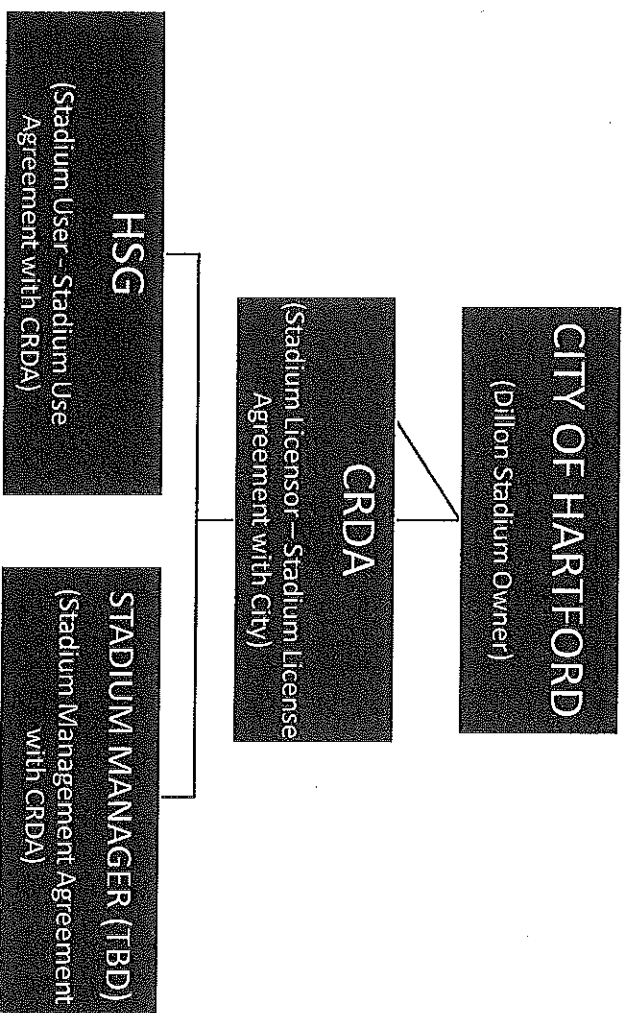 CITY OF HARTFORD
(Dillon Stadium Owner)
CRDA
(Stadium Licensor – Stadium License
Agreement with City)
HSG
(Stadium User - Stadium Use
Agreement with CRDA)
STADIUM MANAGER (TBD)
(Stadium Management Agreement
with CRDA)